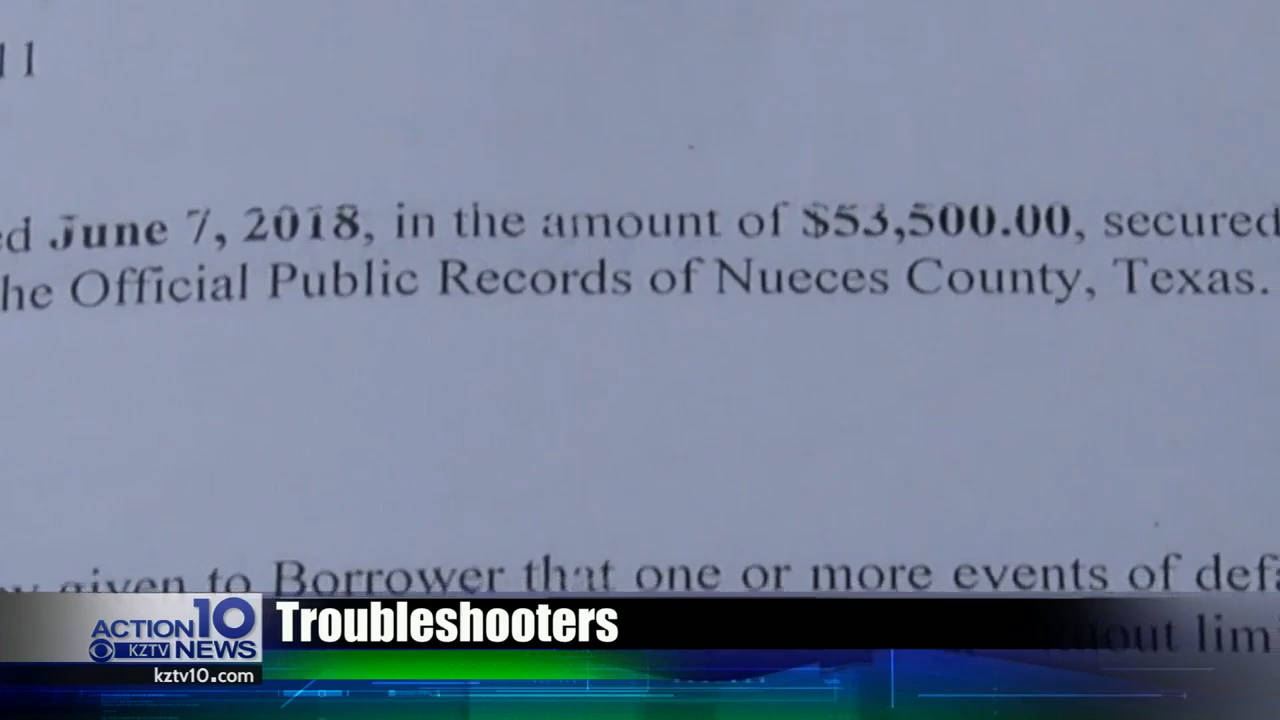 11
ed June 7, 2018, in the amount of $53,500.00, secured
he Official Public Records of Nueces County, Texas.
given to Borrower that one or more events of def
lim
ACTION 10
KZTV NEWS
kztv10.com
Troubleshooters